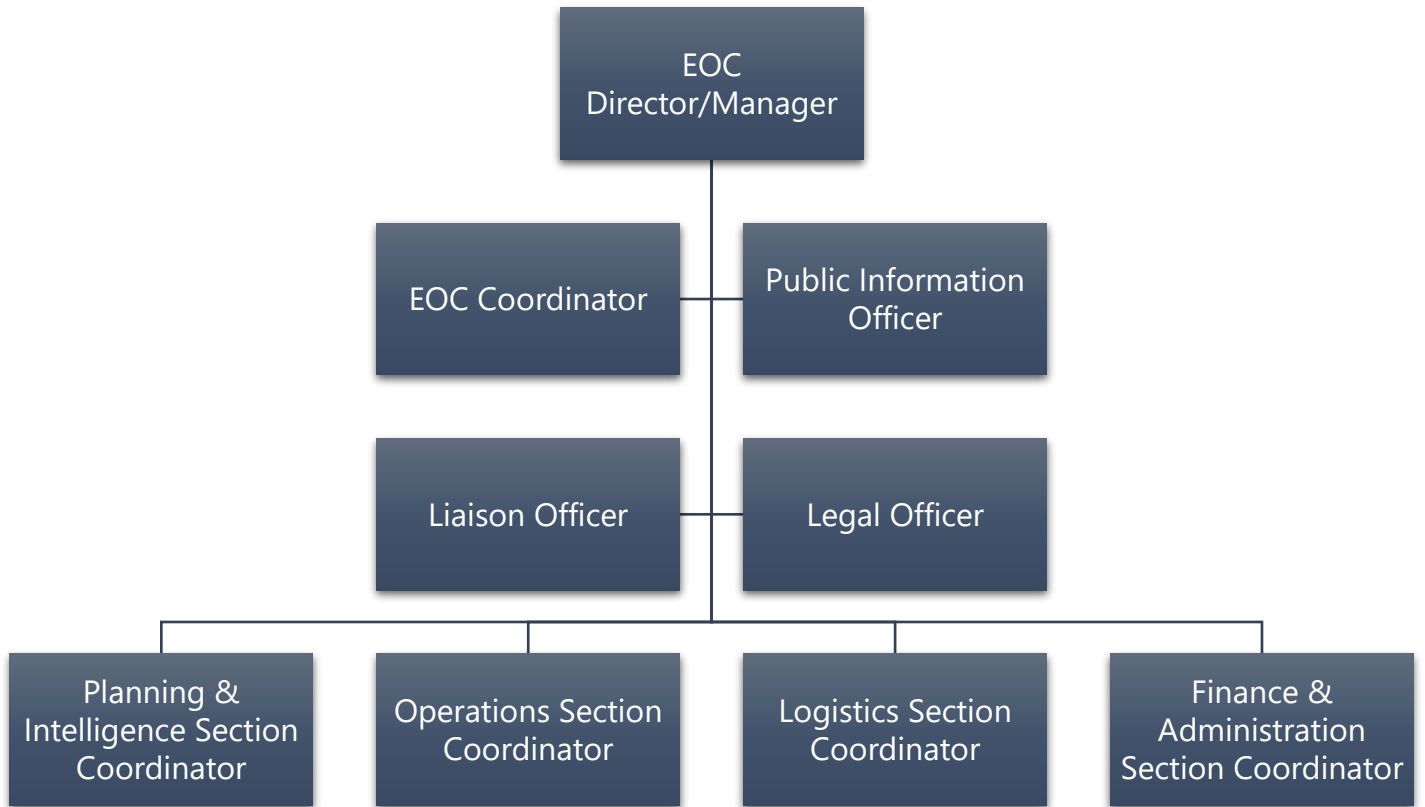 EOC
Director/Manager
EOC Coordinator
Public Information
Officer
Liaison Officer
Legal Officer
Planning &
Intelligence Section
Coordinator
Operations Section
Coordinator
Logistics Section
Coordinator
Finance &
Administration
Section Coordinator